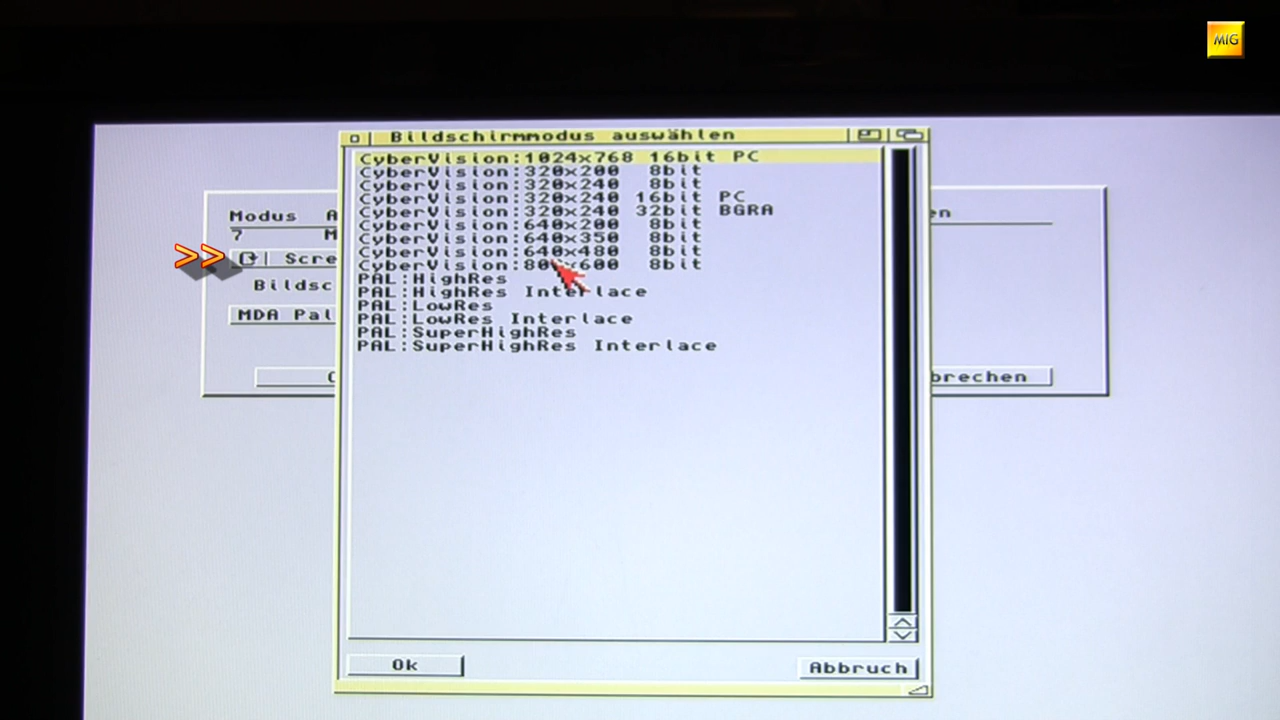 MIG
Bildschirmmodus auswählen
CyberVision:1024x768 16bit PC
CyberVision:320x200 8bit
CyberVision:320x240 8bit
CyberVision:320x240 16bit PC
CyberVision:320x240 32bit BGRA
CyberVision:640x200 8bit
CyberVision:640x350 8bit
CyberVision:640x480 8bit
CyberVision:800x600 8bit
PAL:HighRes
PAL:HighRes Interlace
PAL:LowRes
PAL:LowRes Interlace
PAL:SuperHighRes
PAL:SuperHighRes Interlace
Ok Abbruch
Modus A
en
7 M
>> Scre
Bildsc
MDA Pal
brechen